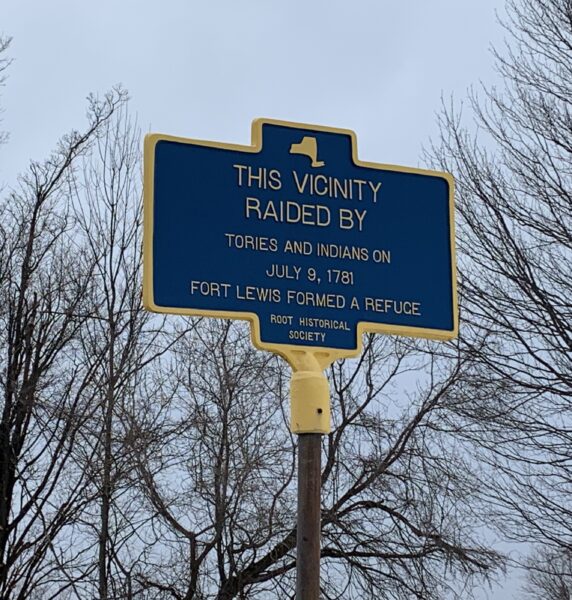 THIS VICINITY
RAIDED BY
TORIES AND INDIANS ON
JULY 9, 1781
FORT LEWIS FORMED A REFUGE
ROOT HISTORICAL
SOCIETY